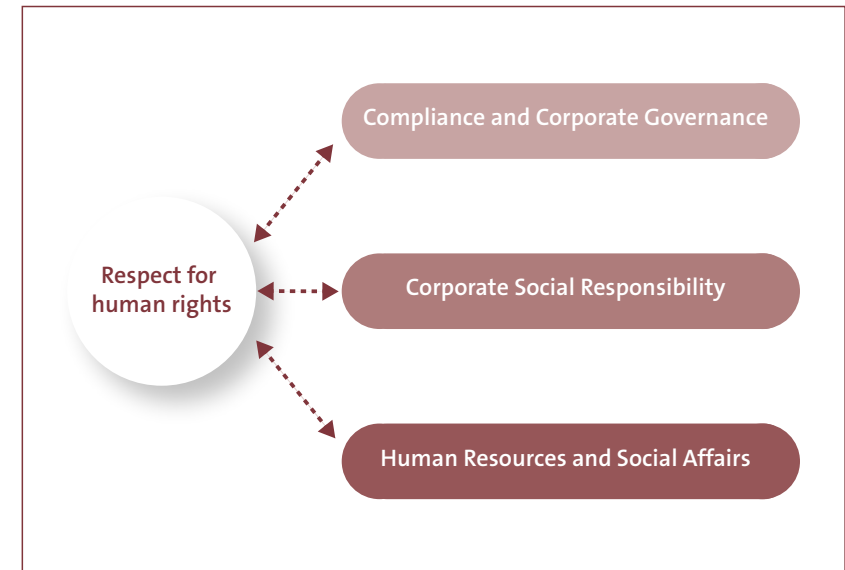 Compliance and Corporate Governance
Respect for
human rights
Corporate Social Responsibility
Human Resources and Social Affairs